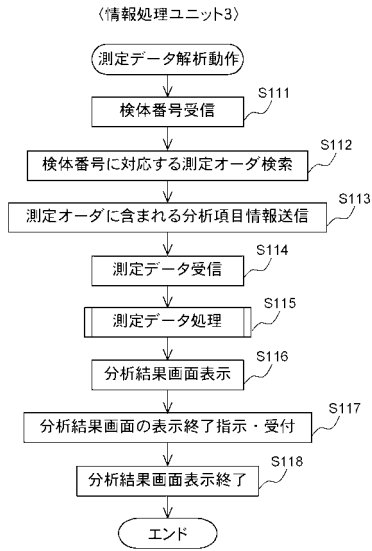 〈情報処理ユニット3〉
測定データ解析動作
S111
検体番号受信
S112
検体番号に対応する測定オーダ検索
S113
測定オーダに含まれる分析項目情報送信
S114
測定データ受信
S115
測定データ処理
S116
分析結果画面表示
S117
分析結果画面の表示終了指示・受付
S118
分析結果画面表示終了
エンド